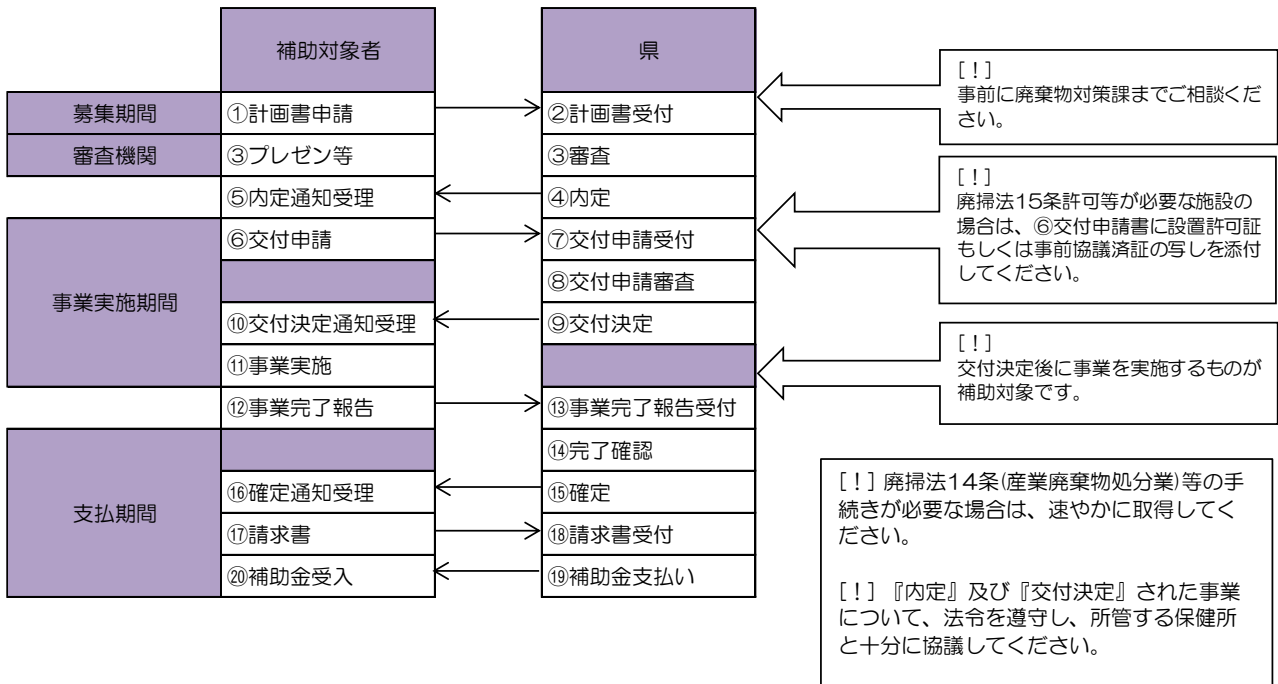 補助対象者
県
募集期間
①計画書申請
②計画書受付
審査機関
③プレゼン等
③審査
⑤内定通知受理
④内定
事業実施期間
⑥交付申請
⑦交付申請受付
⑧交付申請審査
⑩交付決定通知受理
⑨交付決定
⑪事業実施
⑫事業完了報告
⑬事業完了報告受付
支払期間
⑭完了確認
⑯確定通知受理
⑮確定
⑰請求書
⑱請求書受付
⑳補助金受入
⑲補助金支払い
[！]
事前に廃棄物対策課までご相談くだ
さい。
[！]
廃掃法15条許可等が必要な施設の
場合は、⑥交付申請書に設置許可証
もしくは事前協議済証の写しを添付
してください。
[！]
交付決定後に事業を実施するものが
補助対象です。
[！] 廃掃法14条(産業廃棄物処分業)等の手
続きが必要な場合は、速やかに取得してく
ださい。
[！] 『内定』及び『交付決定』された事業
について、法令を遵守し、所管する保健所
と十分に協議してください。